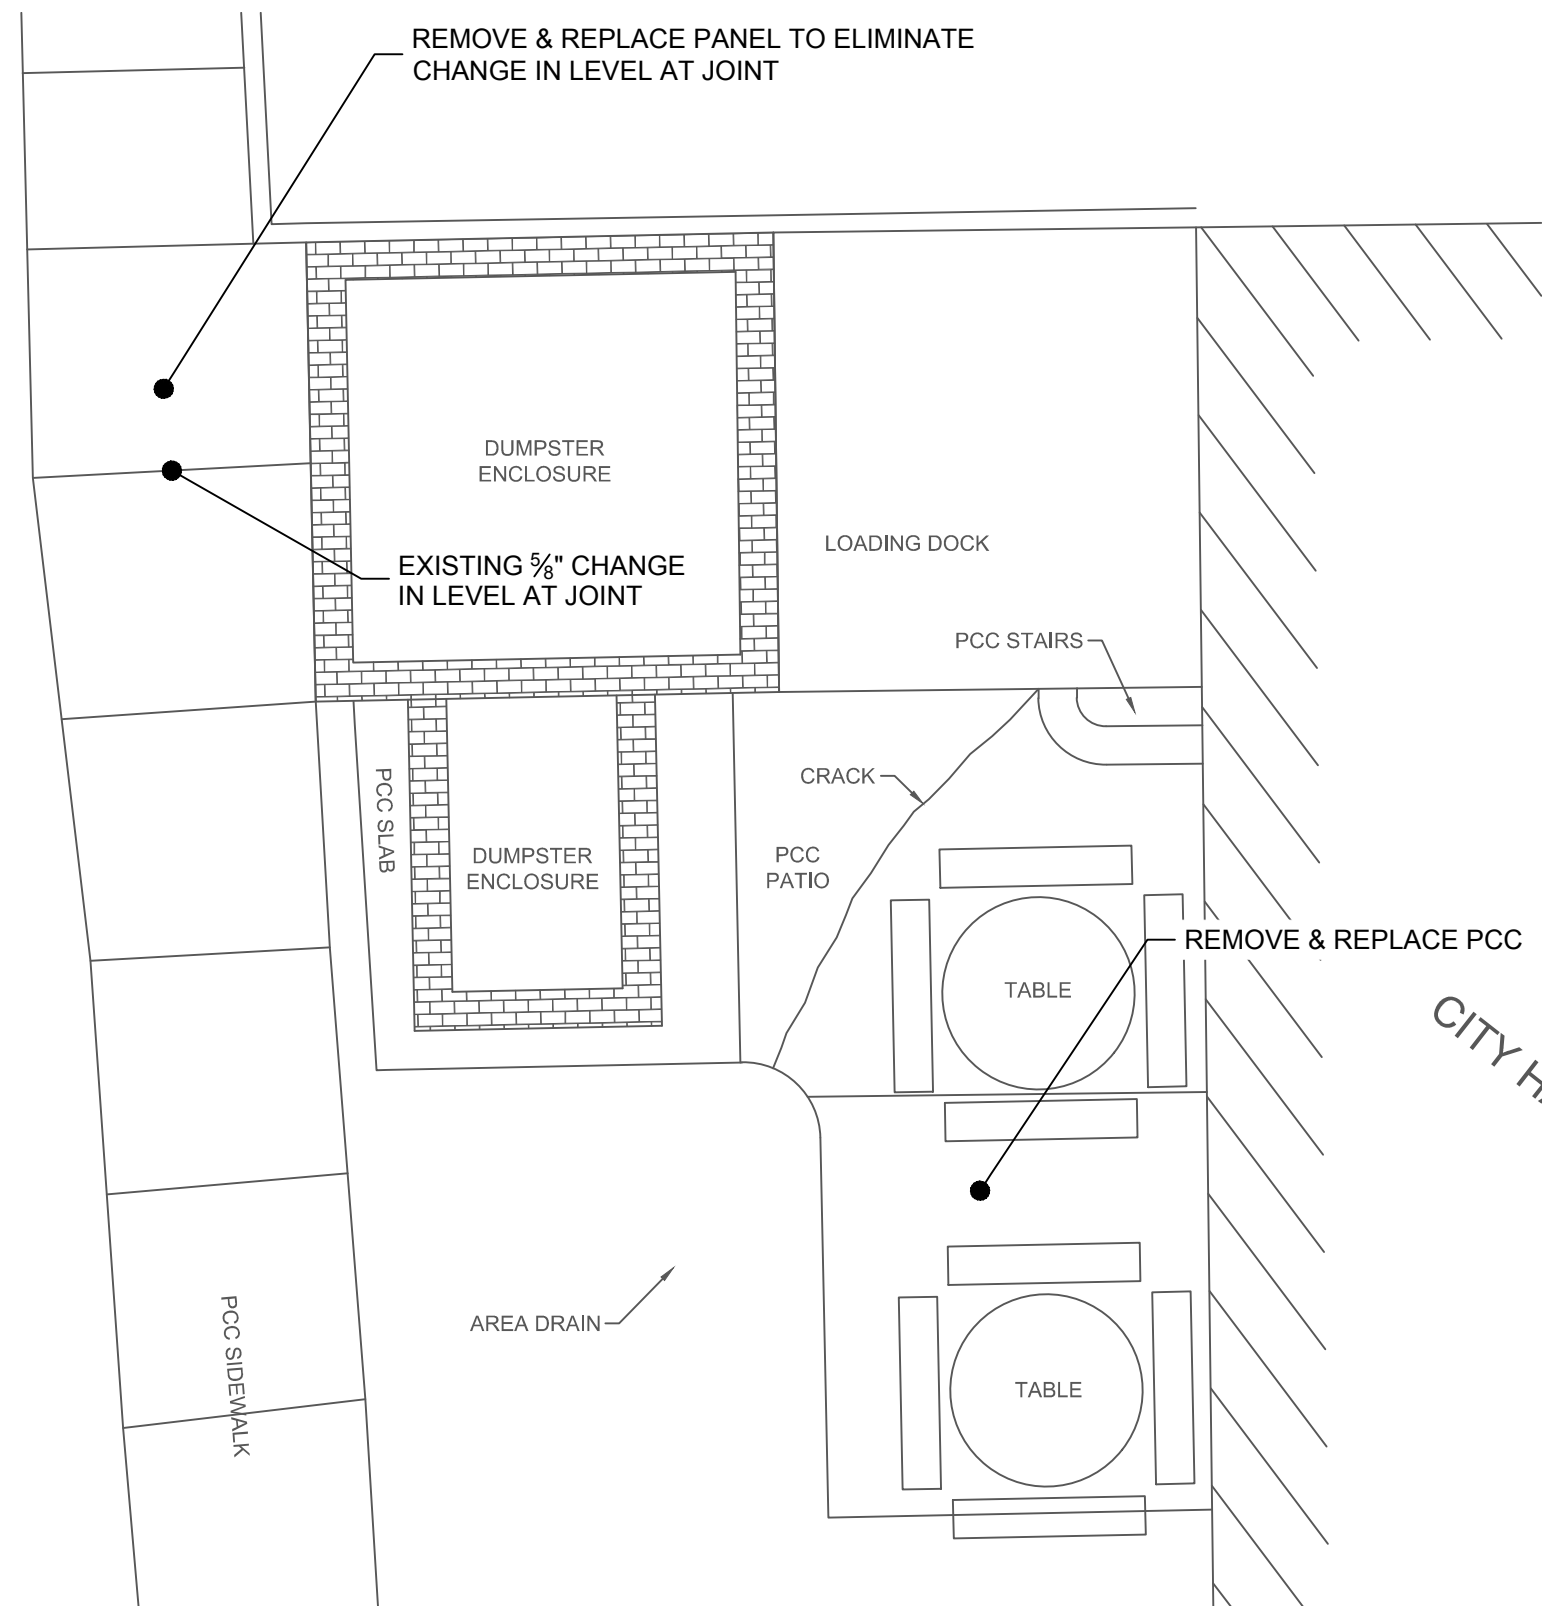 REMOVE & REPLACE PANEL TO ELIMINATE
CHANGE IN LEVEL AT JOINT
DUMPSTER
ENCLOSURE
LOADING DOCK
EXISTING ⅝" CHANGE
IN LEVEL AT JOINT
PCC STAIRS
CRACK
PCC SLAB
DUMPSTER
ENCLOSURE
PCC
PATIO
REMOVE & REPLACE PCC
TABLE
CITY
AREA DRAIN
PCC SIDEWALK
TABLE